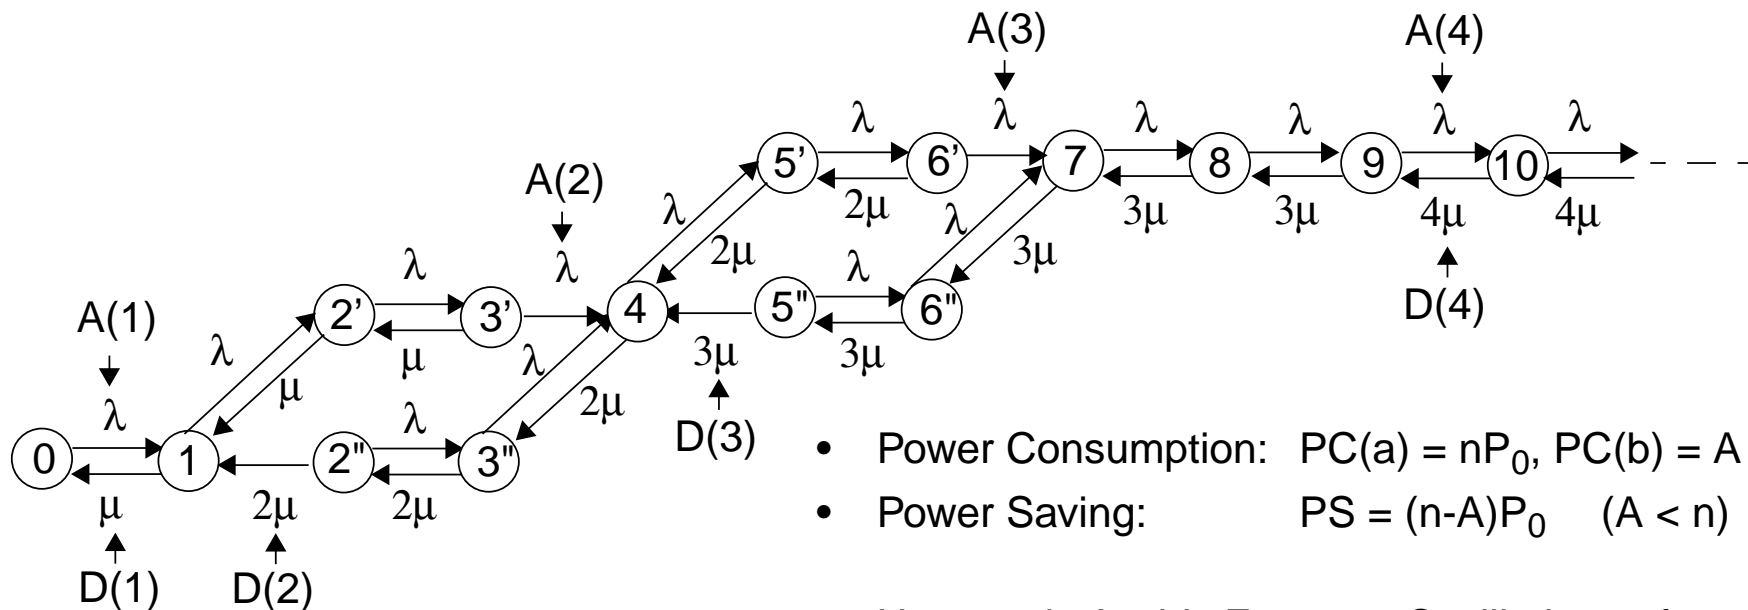 A(3) A(4)
λ λ λ λ λ λ
5' 6' 7 8 9 10
A(2)
2μ 3μ 3μ 4μ 4μ
λ 2μ λ 3μ
λ λ λ D(4)
A(1) 2' 3' 4 5" 6"
λ μ μ λ 2μ 3μ 3μ
λ λ D(3)
0 1 2" 3"
μ 2μ 2μ
D(1) D(2)
• Power Consumption: PC(a) = nP₀, PC(b) = A
• Power Saving: PS = (n-A)P₀ (A < n)